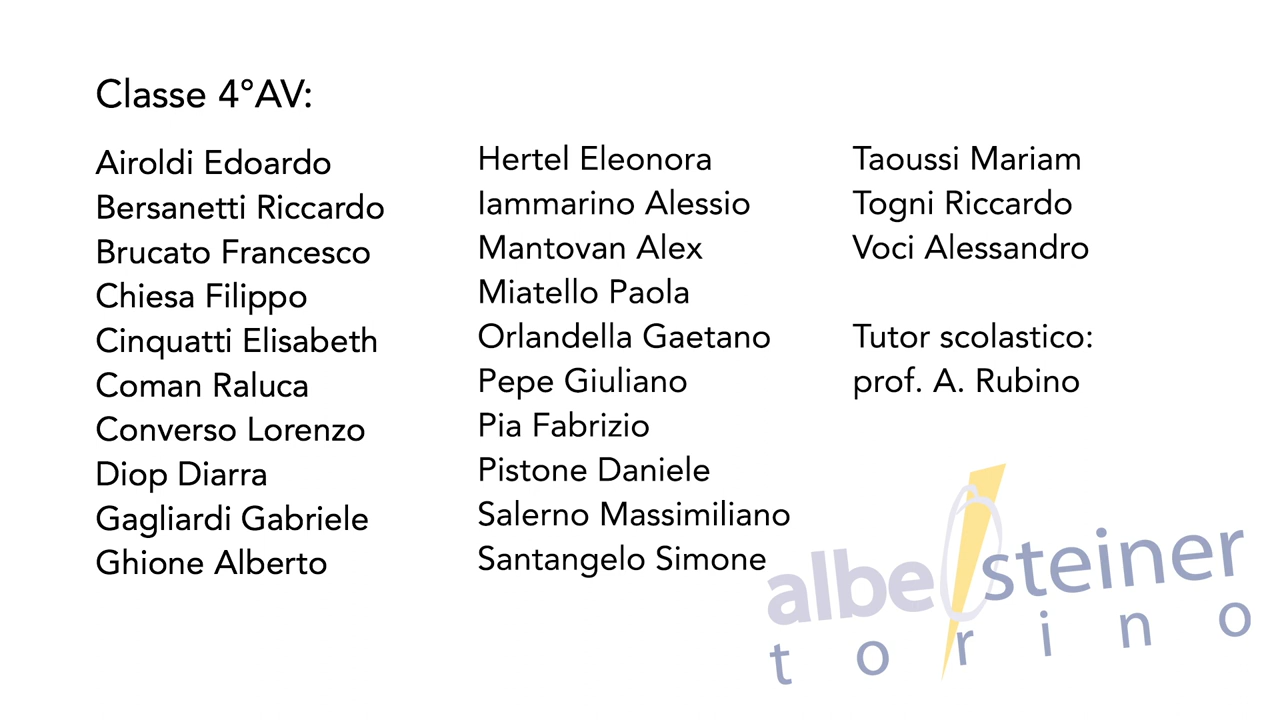 Classe 4°AV:
Airoldi Edoardo
Bersanetti Riccardo
Brucato Francesco
Chiesa Filippo
Cinquatti Elisabeth
Coman Raluca
Converso Lorenzo
Diop Diarra
Gagliardi Gabriele
Ghione Alberto
Hertel Eleonora
Iammarino Alessio
Mantovan Alex
Miatello Paola
Orlandella Gaetano
Pepe Giuliano
Pia Fabrizio
Pistone Daniele
Salerno Massimiliano
Santangelo Simone
Taoussi Mariam
Togni Riccardo
Voci Alessandro
Tutor scolastico:
prof. A. Rubino
albe steiner
torino